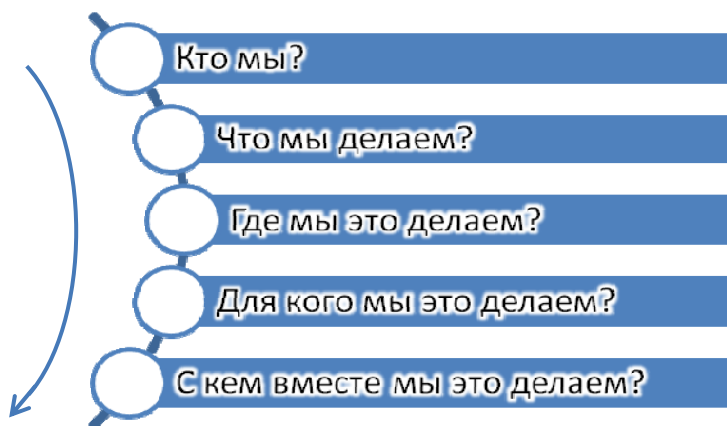 Кто мы?
Что мы делаем?
Где мы это делаем?
Для кого мы это делаем?
С кем вместе мы это делаем?